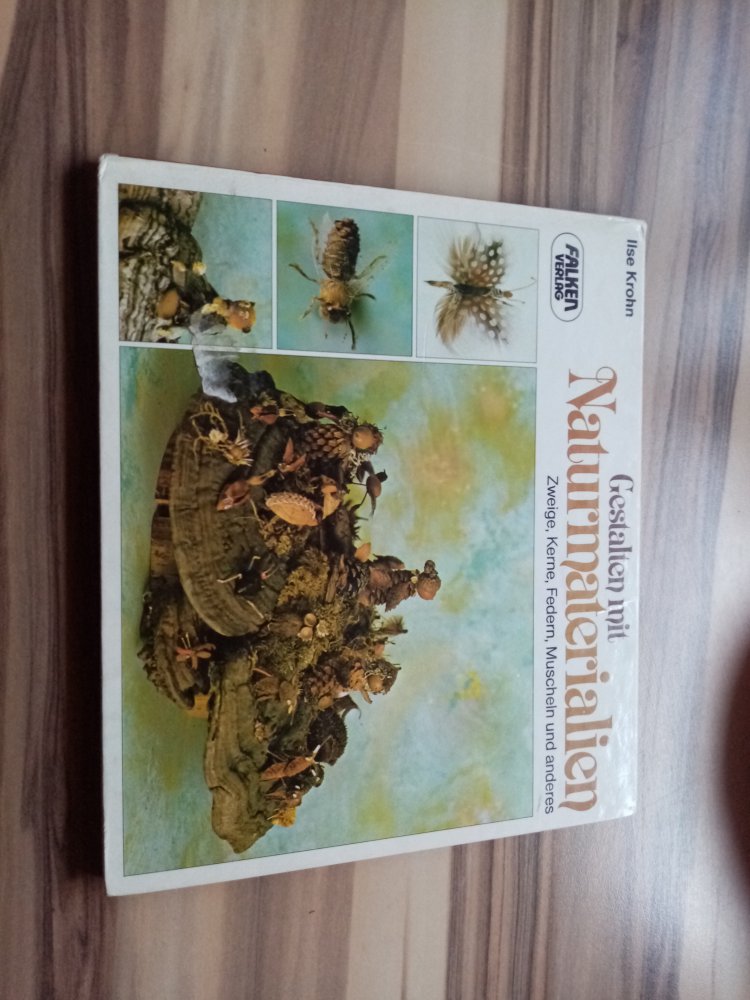 Ilse Krohn
FALKEN
VERLAG
Gestalten mit
Naturmaterialien
Zweige, Kerne, Federn, Muscheln und anderes